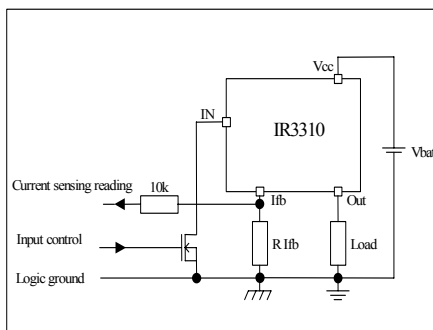 Vcc
IN
IR3310
Vbat
Current sensing reading
10k
Ifb
Out
Input control
R Ifb
Load
Logic ground